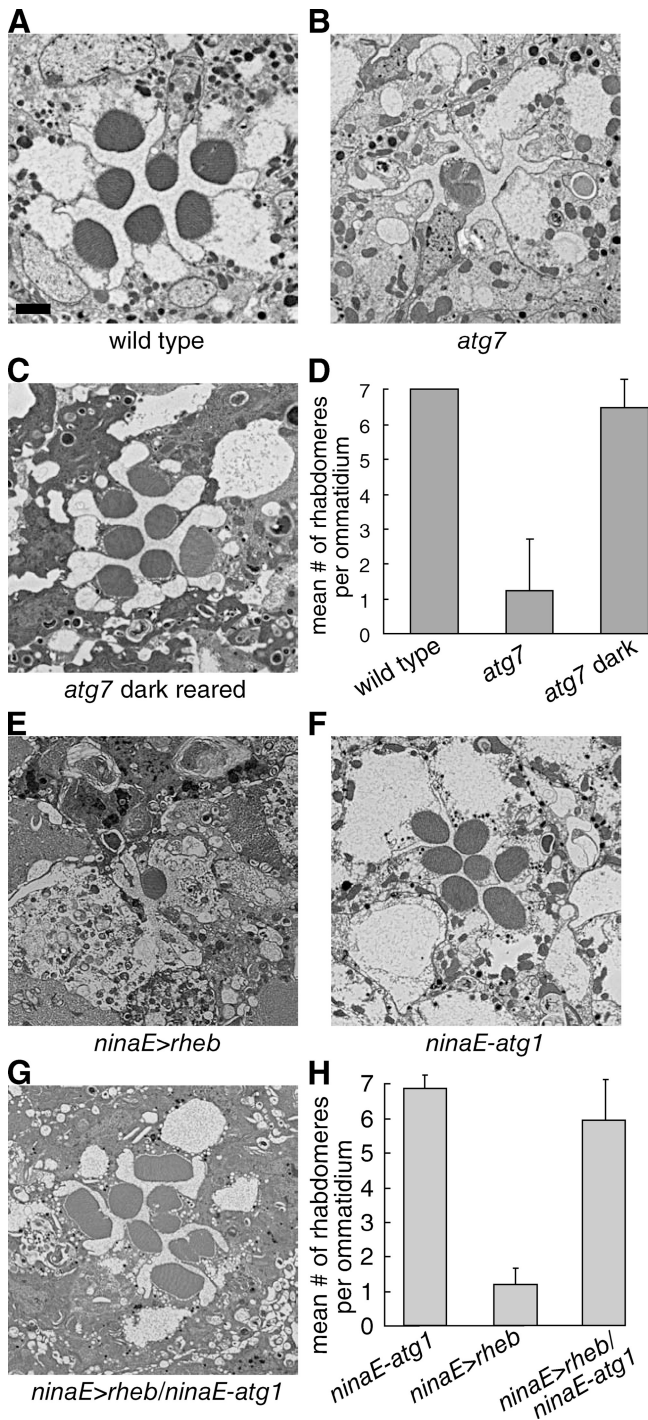 A
B
wild type
atg7
C
D
atg7 dark reared
mean # of rhabdomeres
per ommatidium
7
6
5
4
3
2
1
0
wild type
atg7
atg7 dark
E
F
ninaE>rheb
ninaE-atg1
G
H
ninaE>rheb/ninaE-atg1
mean # of rhabdomeres
per ommatidium
7
6
5
4
3
2
1
0
ninaE-atg1
ninaE>rheb
ninaE>rheb/
ninaE-atg1